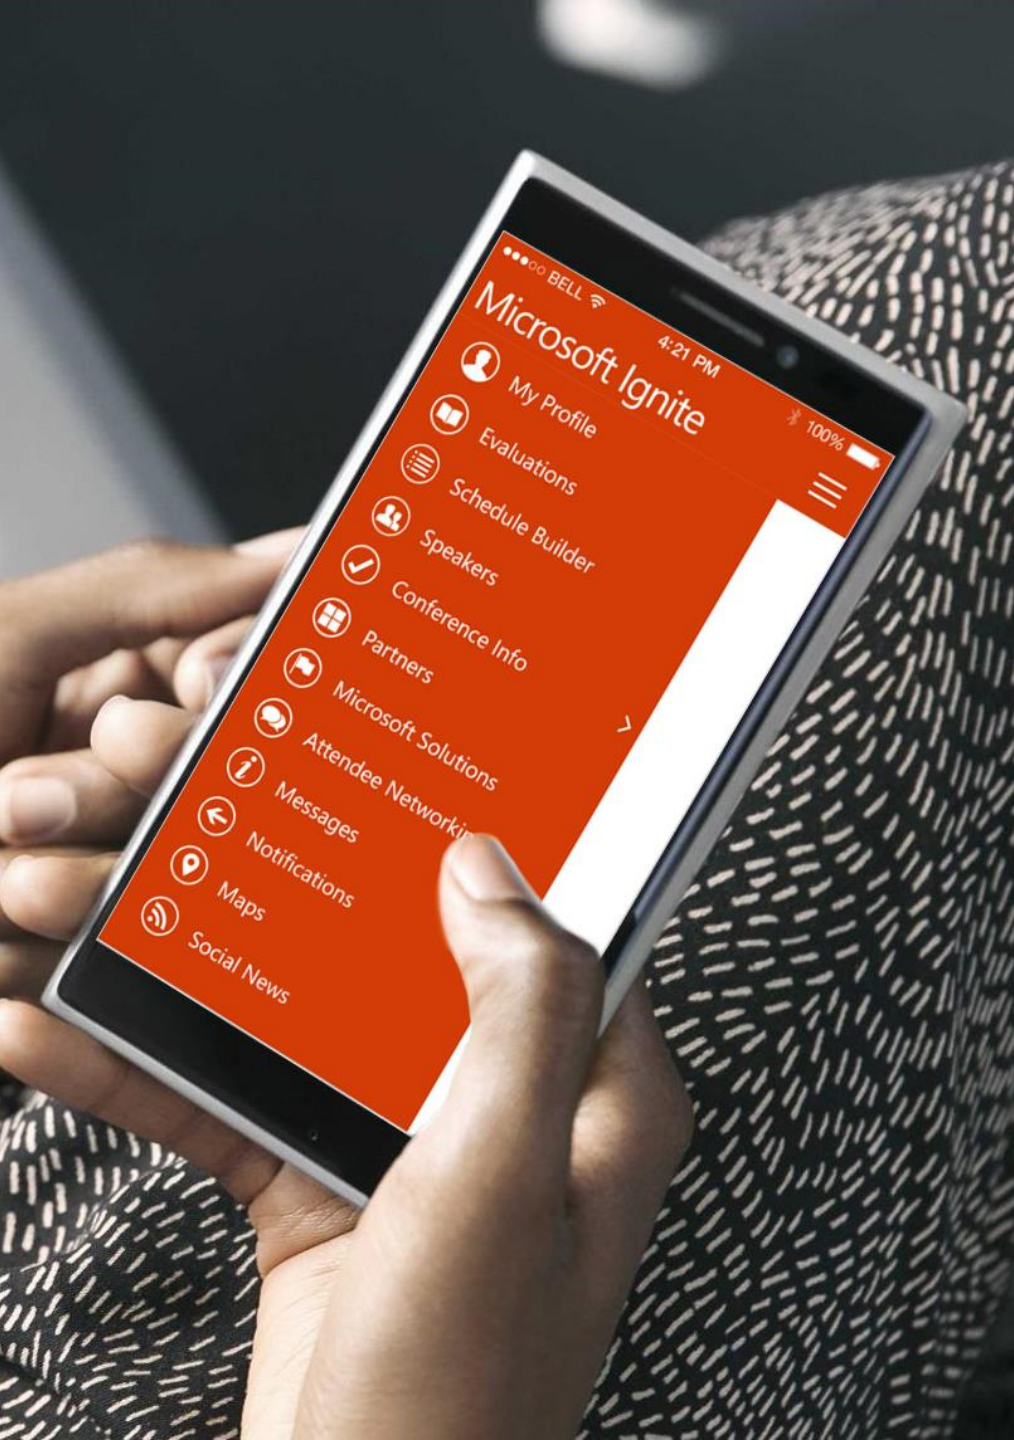 BELL
4:21 PM
100%
Microsoft Ignite
My Profile
Evaluations
Schedule Builder
Speakers
Conference Info
Partners
Microsoft Solutions
Attendee Networkin
Messages
Notifications
Maps
Social News